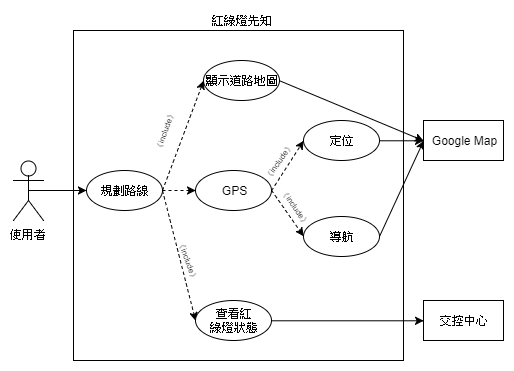 紅綠燈先知
顯示道路地圖
《include》
定位
Google Map
《include》
規劃路線
GPS
《include》
使用者
導航
《include》
查看紅
綠燈狀態
交控中心